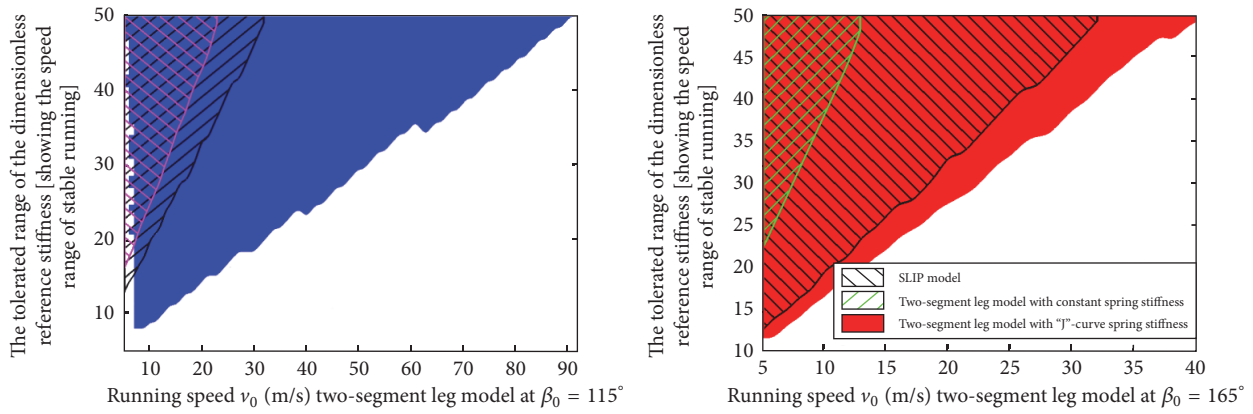 The tolerated range of the dimensionless
reference stiffness [showing the speed
range of stable running]
50
40
30
20
10
10
20
30
40
50
60
70
80
90
Running speed v₀ (m/s) two-segment leg model at β₀ = 115°
The tolerated range of the dimensionless
reference stiffness [showing the speed
range of stable running]
50
45
40
35
30
25
20
15
10
5
10
15
20
25
30
35
40
SLIP model
Two-segment leg model with constant spring stiffness
Two-segment leg model with “J”-curve spring stiffness
Running speed v₀ (m/s) two-segment leg model at β₀ = 165°